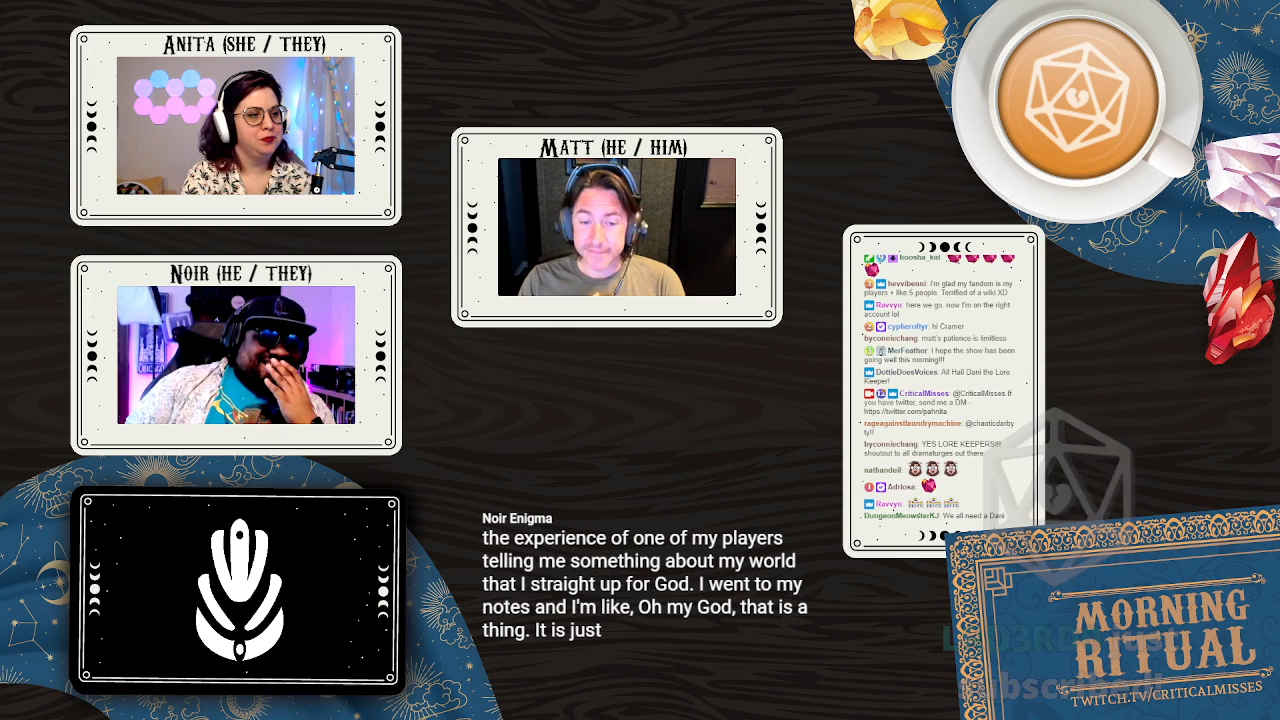 ANITA (SHE / THEY)
NOIR (HE / THEY)
MATT (HE / HIM)
hoosha_kid:
hevvibenni: I'm glad my fandom is my
players + like 5 people. Terrified of a wiki XD
Ravvyn: here we go. now I'm on the right
account lol
cypheroftyr: hi Cramer
byconniechang: matt's patience is limitless
MerFeather: I hope the show has been
going well this morning!!!
DottieDoesVoices: All Hail Dani the Lore
Keeper!
CriticalMisses: @CriticalMisses If
you have twitter, send me a DM -
https://twitter.com/pahnita
rageagainstlaundrymachine: @chaoticdarby
ty!!
byconniechang: YES LORE KEEPERS!!!
shoutout to all dramaturges out there
nathanduil:
Adriosa:
Ravvyn:
DungeonMeowsterKJ: We all need a Dani
Noir Enigma
the experience of one of my players
telling me something about my world
that I straight up for God. I went to my
notes and I'm like, Oh my God, that is a
thing. It is just
MORNING
RITUAL
TWITCH.TV/CRITICALMISSES